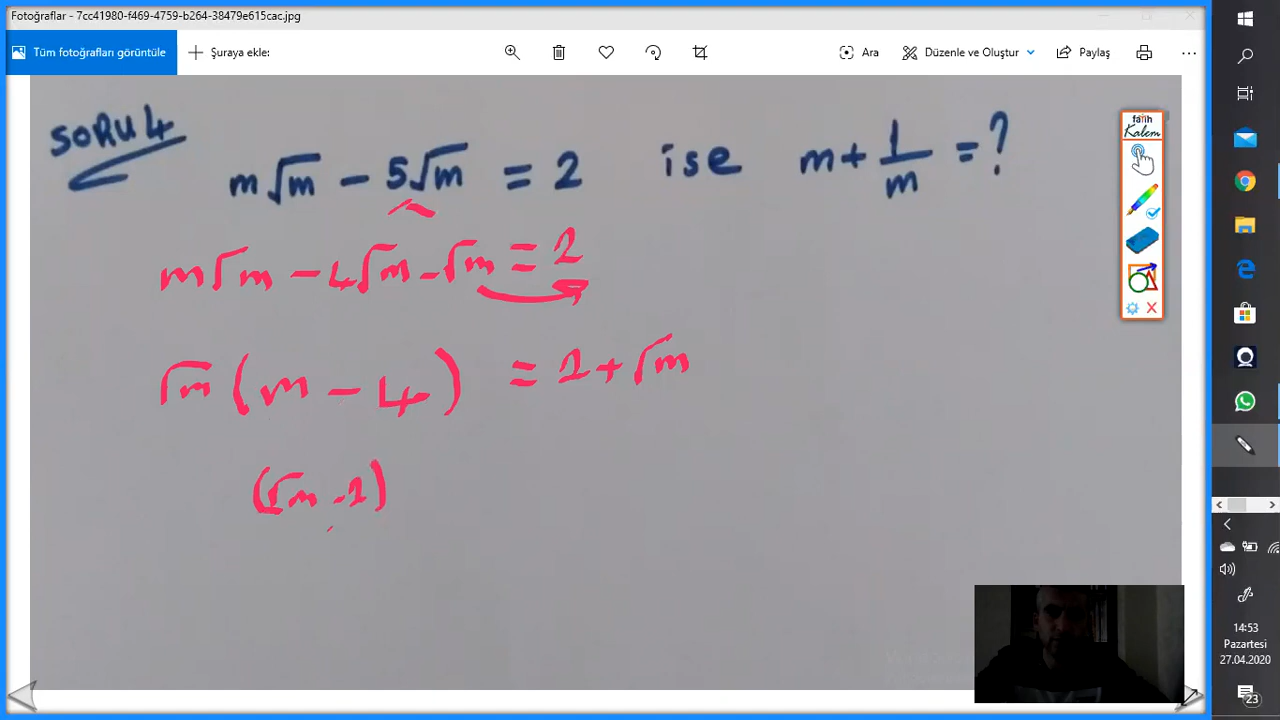 Fotoğraflar - 7cc41980-f469-4759-b264-38479e615cac.jpg
Tüm fotoğrafları görüntüle
Şuraya ekle:
Ara
Düzenle ve Oluştur
Paylaş
SORU 4
m√m - 5√m = 2 ise m + 1/m = ?
m√m - 4√m - √m = 2
√m (m - 4) = 2 + √m
(√m - 2)
fatih
Kalem
14:53
Pazartesi
27.04.2020
23